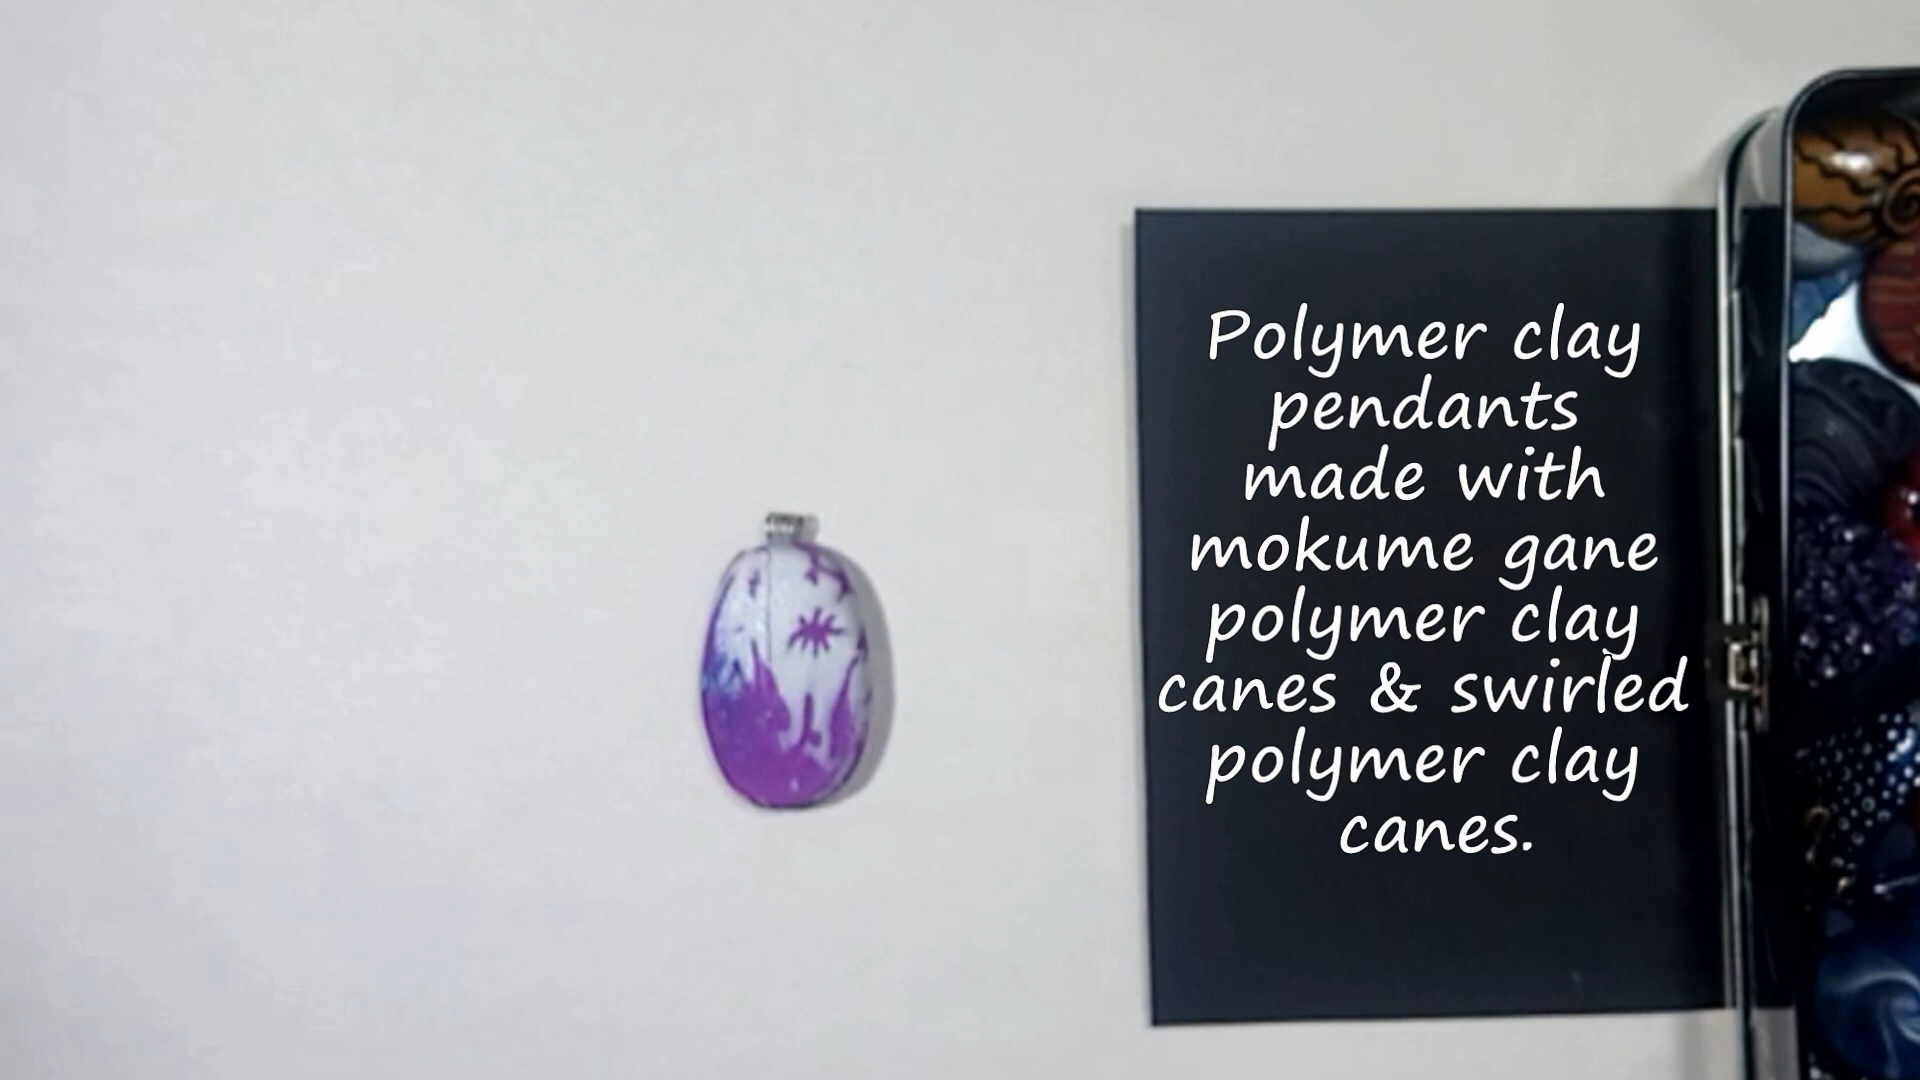 Polymer clay
pendants
made with
mokume gane
polymer clay
canes & swirled
polymer clay
canes.